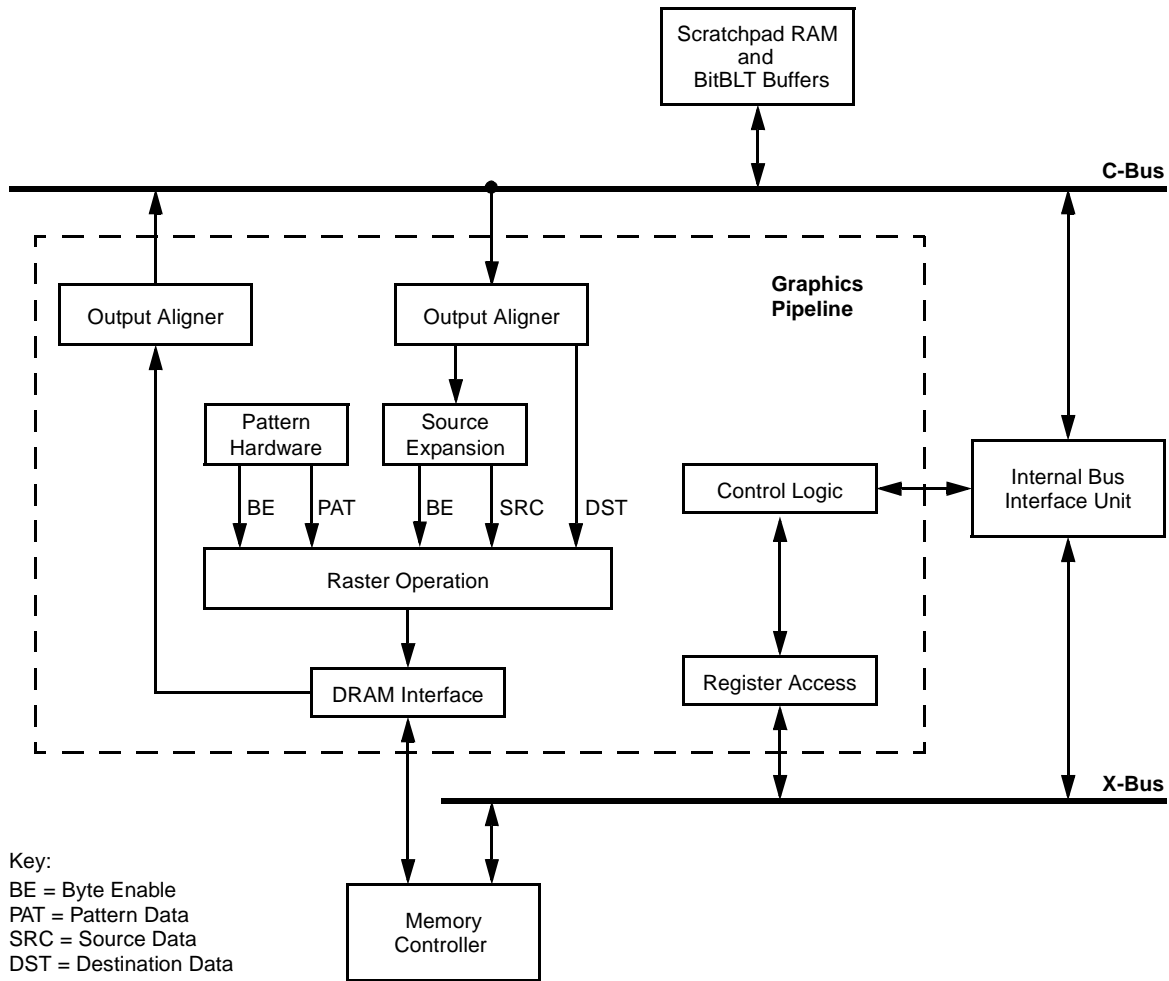 Scratchpad RAM
and
BitBLT Buffers
C-Bus
Graphics
Pipeline
Output Aligner
Output Aligner
Pattern
Hardware
Source
Expansion
Control Logic
Internal Bus
Interface Unit
BE
PAT
BE
SRC
DST
Raster Operation
Register Access
DRAM Interface
X-Bus
Key:
BE = Byte Enable
PAT = Pattern Data
SRC = Source Data
DST = Destination Data
Memory
Controller